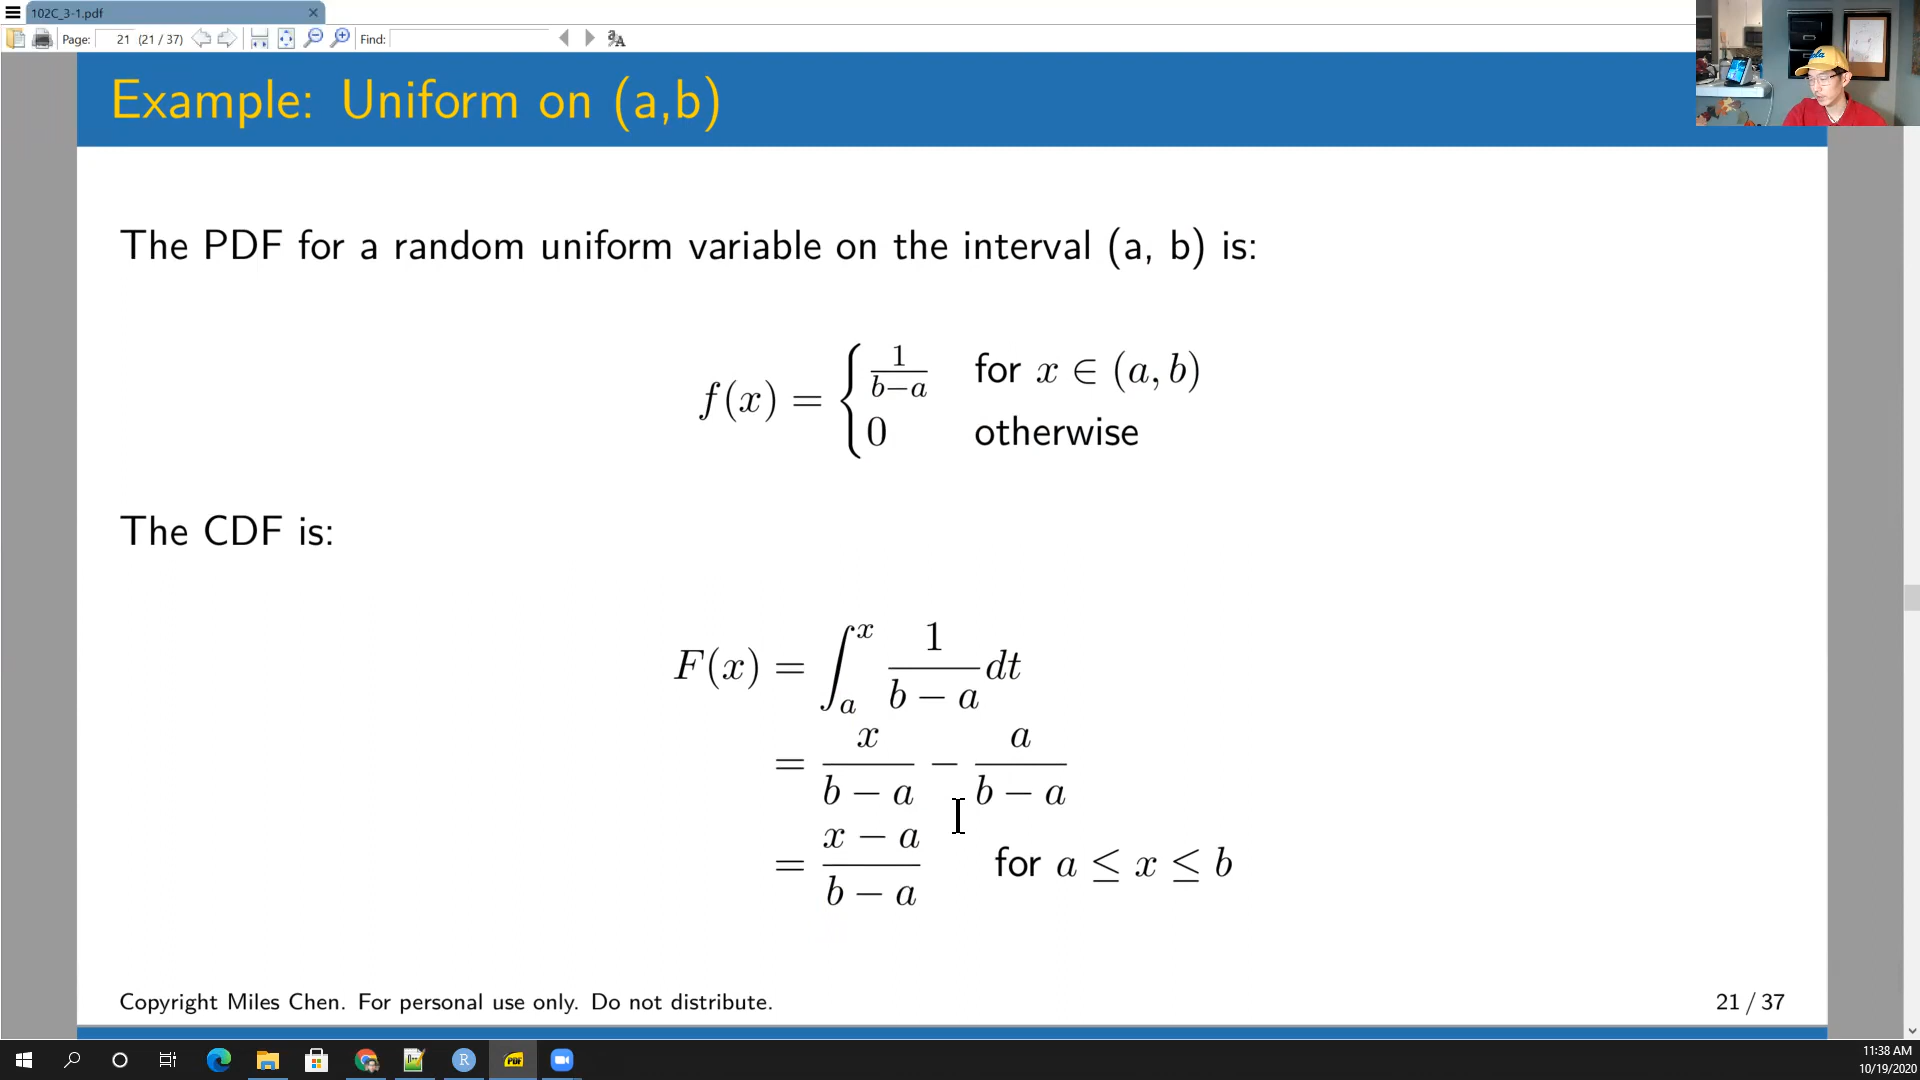 102C_3-1.pdf
Page: 21 (21 / 37) Find:
Example: Uniform on (a,b)
The PDF for a random uniform variable on the interval (a, b) is:
f(x) = { 1/(b−a) for x ∈ (a, b)
0 otherwise
The CDF is:
F(x) = ∫_a^x 1/(b − a) dt
= x/(b − a) − a/(b − a)
= (x − a)/(b − a) for a ≤ x ≤ b
Copyright Miles Chen. For personal use only. Do not distribute.
21 / 37
11:38 AM
10/19/2020